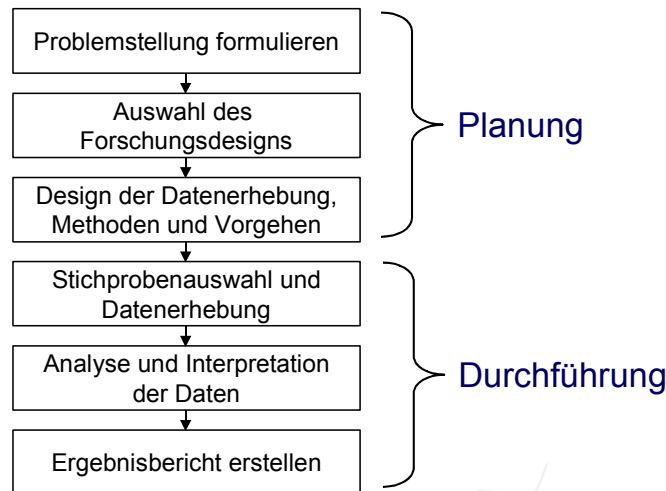 Problemstellung formulieren
Auswahl des
Forschungsdesigns
Design der Datenerhebung,
Methoden und Vorgehen
Planung
Stichprobenauswahl und
Datenerhebung
Analyse und Interpretation
der Daten
Ergebnisbericht erstellen
Durchführung